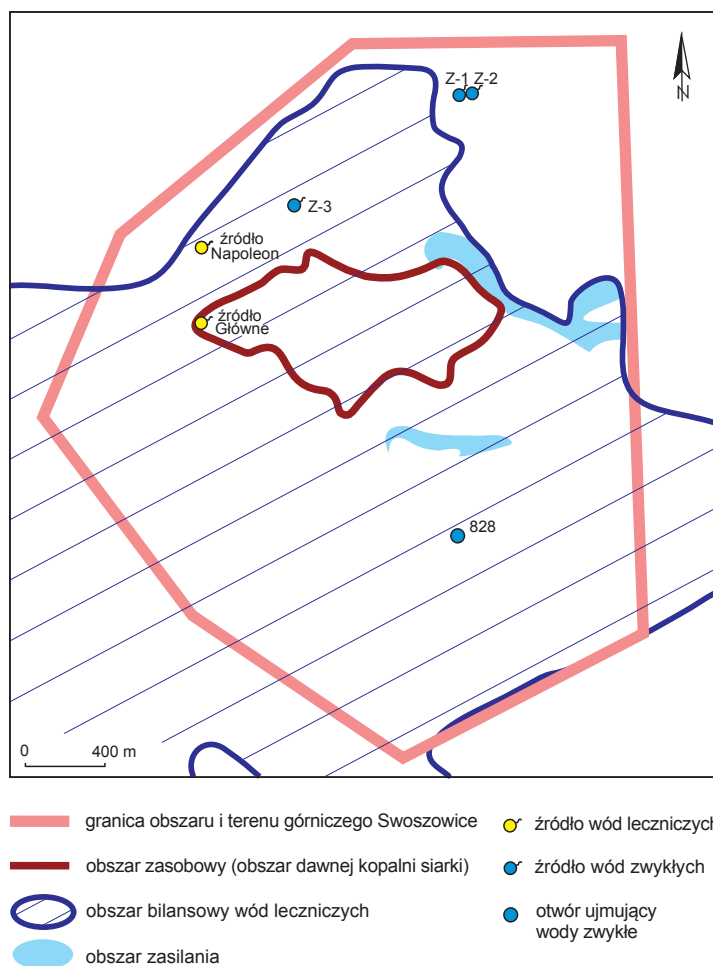 Z-1 Z-2
N
Z-3
źródło
Napoleon
źródło
Główne
828
0 400 m
granica obszaru i terenu górniczego Swoszowice
obszar zasobowy (obszar dawnej kopalni siarki)
obszar bilansowy wód leczniczych
obszar zasilania
źródło wód leczniczych
źródło wód zwykłych
otwór ujmujący
wody zwykłe